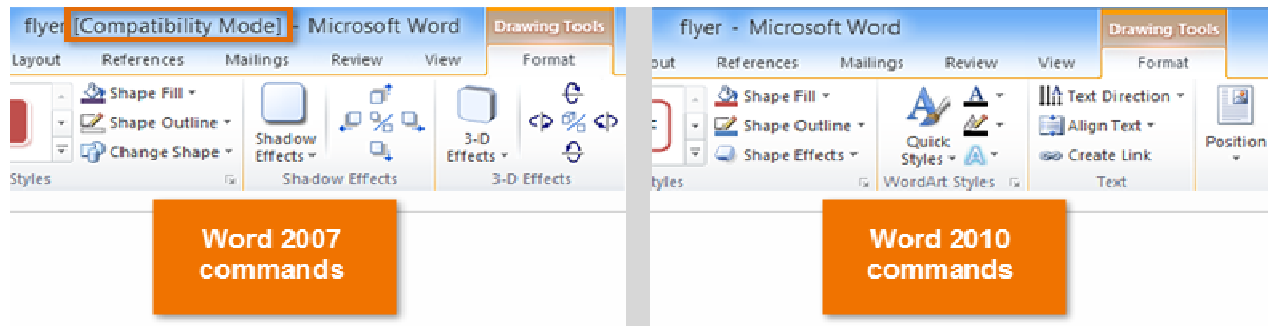 flyer [Compatibility Mode] - Microsoft Word
Drawing Tools
Layout References Mailings Review View Format
Shape Fill
Shape Outline
Change Shape
Styles
Shadow
Effects
Shadow Effects
3-D
Effects
3-D Effects
Word 2007
commands
flyer - Microsoft Word
Drawing Tools
out References Mailings Review View Format
Shape Fill
Shape Outline
Shape Effects
tyles
Quick
Styles
WordArt Styles
Text Direction
Align Text
Create Link
Text
Position
Word 2010
commands